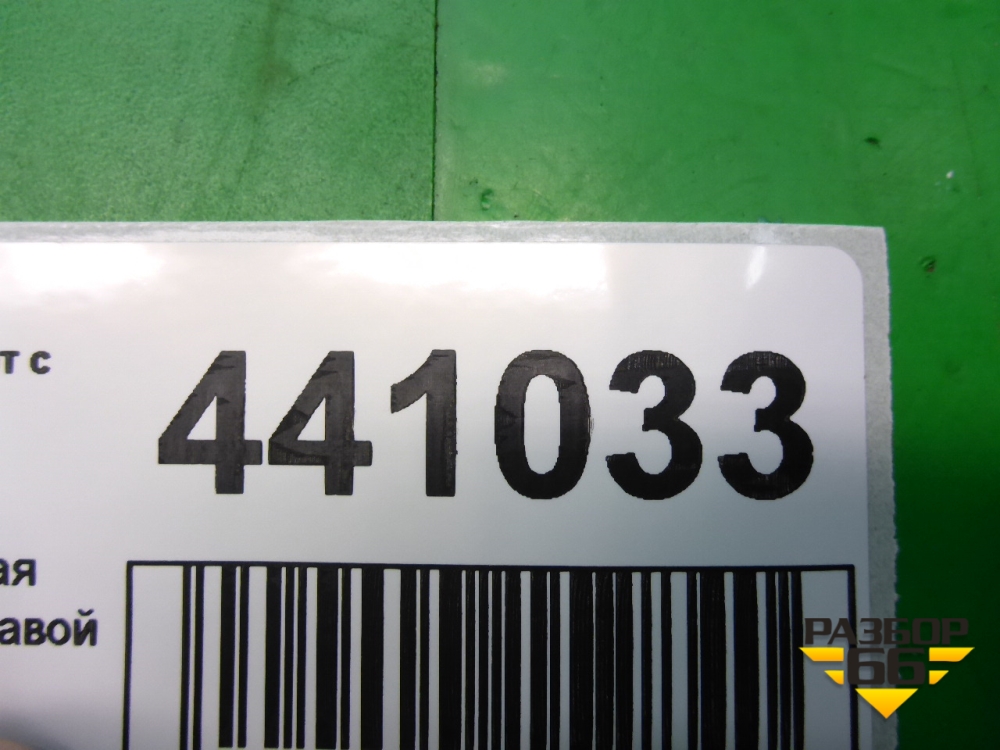 т с
441033
ая
авой
РАЗБОР
66